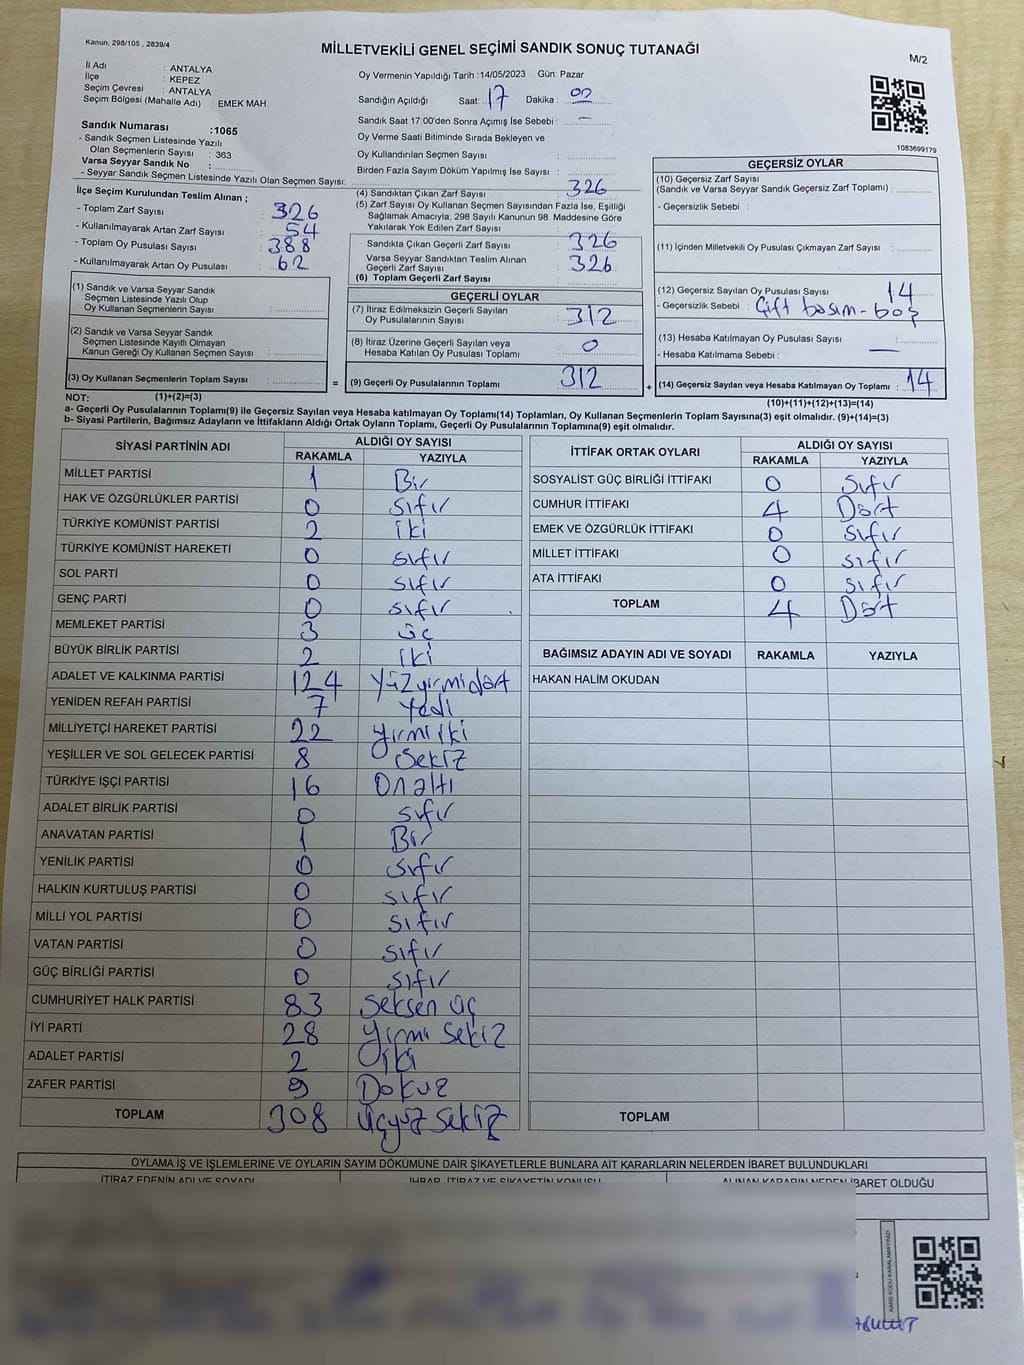 Kanun, 298/105 , 2839/4
MİLLETVEKİLİ GENEL SEÇİMİ SANDIK SONUÇ TUTANAĞI
M/2
İl Adı : ANTALYA
İlçe : KEPEZ
Seçim Çevresi : ANTALYA
Seçim Bölgesi (Mahalle Adı) : EMEK MAH.
Oy Vermenin Yapıldığı Tarih :14/05/2023 Gün: Pazar
Sandığın Açıldığı Saat: 17 Dakika : 00
Sandık Saat 17:00'den Sonra Açımış İse Sebebi : -
Oy Verme Saati Bitiminde Sırada Bekleyen ve
Oy Kullandırılan Seçmen Sayısı :
Birden Fazla Sayım Döküm Yapılmış İse Sayısı :
1083699179
Sandık Numarası :1065
- Sandık Seçmen Listesinde Yazılı
Olan Seçmenlerin Sayısı : 363
Varsa Seyyar Sandık No :
- Seyyar Sandık Seçmen Listesinde Yazılı Olan Seçmen Sayısı:
İlçe Seçim Kurulundan Teslim Alınan ;
- Toplam Zarf Sayısı : 326
- Kullanılmayarak Artan Zarf Sayısı : 54
- Toplam Oy Pusulası Sayısı : 388
- Kullanılmayarak Artan Oy Pusulası : 62
(4) Sandıktan Çıkan Zarf Sayısı : 326
(5) Zarf Sayısı Oy Kullanan Seçmen Sayısından Fazla İse, Eşitliği
Sağlamak Amacıyla; 298 Sayılı Kanunun 98. Maddesine Göre
Yakılarak Yok Edilen Zarf Sayısı :
Sandıkta Çıkan Geçerli Zarf Sayısı : 326
Varsa Seyyar Sandıktan Teslim Alınan
Geçerli Zarf Sayısı : 326
(6) Toplam Geçerli Zarf Sayısı :
GEÇERSİZ OYLAR
(10) Geçersiz Zarf Sayısı
(Sandık ve Varsa Seyyar Sandık Geçersiz Zarf Toplamı) :
- Geçersizlik Sebebi :
(11) İçinden Milletvekili Oy Pusulası Çıkmayan Zarf Sayısı :
(12) Geçersiz Sayılan Oy Pusulası Sayısı : 14
- Geçersizlik Sebebi : Çift basım - boş
(13) Hesaba Katılmayan Oy Pusulası Sayısı :
- Hesaba Katılmama Sebebi : —
(14) Geçersiz Sayılan veya Hesaba Katılmayan Oy Toplamı : 14
(1) Sandık ve Varsa Seyyar Sandık
Seçmen Listesinde Yazılı Olup
Oy Kullanan Seçmenlerin Sayısı :
(2) Sandık ve Varsa Seyyar Sandık
Seçmen Listesinde Kayıtlı Olmayan
Kanun Gereği Oy Kullanan Seçmen Sayısı :
(3) Oy Kullanan Seçmenlerin Toplam Sayısı :
GEÇERLİ OYLAR
(7) İtiraz Edilmeksizin Geçerli Sayılan
Oy Pusulalarının Sayısı : 312
(8) İtiraz Üzerine Geçerli Sayılan veya
Hesaba Katılan Oy Pusulası Toplamı : 0
= (9) Geçerli Oy Pusulalarının Toplamı : 312 +
NOT: (1)+(2)=(3)
(10)+(11)+(12)+(13)=(14)
a- Geçerli Oy Pusulalarının Toplamı(9) ile Geçersiz Sayılan veya Hesaba katılmayan Oy Toplamı(14) Toplamları, Oy Kullanan Seçmenlerin Toplam Sayısına(3) eşit olmalıdır. (9)+(14)=(3)
b- Siyasi Partilerin, Bağımsız Adayların ve İttifakların Aldığı Ortak Oyların Toplamı, Geçerli Oy Pusulalarının Toplamına(9) eşit olmalıdır.
SİYASİ PARTİNİN ADI ALDIĞI OY SAYISI
RAKAMLA YAZIYLA
MİLLET PARTİSİ 1 Bir
HAK VE ÖZGÜRLÜKLER PARTİSİ 0 sıfır
TÜRKİYE KOMÜNİST PARTİSİ 2 iki
TÜRKİYE KOMÜNİST HAREKETİ 0 sıfır
SOL PARTİ 0 sıfır
GENÇ PARTİ 0 sıfır
MEMLEKET PARTİSİ 3 üç
BÜYÜK BİRLİK PARTİSİ 2 iki
ADALET VE KALKINMA PARTİSİ 124 Yüzyirmidört
YENİDEN REFAH PARTİSİ 7 Yedi
MİLLİYETÇİ HAREKET PARTİSİ 22 yirmi iki
YEŞİLLER VE SOL GELECEK PARTİSİ 8 Sekiz
TÜRKİYE İŞÇİ PARTİSİ 16 Onaltı
ADALET BİRLİK PARTİSİ 0 sıfır
ANAVATAN PARTİSİ 1 Bir
YENİLİK PARTİSİ 0 sıfır
HALKIN KURTULUŞ PARTİSİ 0 sıfır
MİLLİ YOL PARTİSİ 0 sıfır
VATAN PARTİSİ 0 sıfır
GÜÇ BİRLİĞİ PARTİSİ 0 sıfır
CUMHURİYET HALK PARTİSİ 83 Seksen üç
İYİ PARTİ 28 Yirmi Sekiz
ADALET PARTİSİ 2 iki
ZAFER PARTİSİ 9 Dokuz
TOPLAM 308 Üçyüz Sekiz
İTTİFAK ORTAK OYLARI ALDIĞI OY SAYISI
RAKAMLA YAZIYLA
SOSYALİST GÜÇ BİRLİĞİ İTTİFAKI 0 Sıfır
CUMHUR İTTİFAKI 4 Dört
EMEK VE ÖZGÜRLÜK İTTİFAKI 0 sıfır
MİLLET İTTİFAKI 0 sıfır
ATA İTTİFAKI 0 sıfır
TOPLAM 4 Dört
BAĞIMSIZ ADAYIN ADI VE SOYADI RAKAMLA YAZIYLA
HAKAN HALİM OKUDAN
TOPLAM
OYLAMA İŞ VE İŞLEMLERİNE VE OYLARIN SAYIM DÖKÜMÜNE DAİR ŞİKAYETLERLE BUNLARA AİT KARARLARIN NELERDEN İBARET BULUNDUKLARI
İTİRAZ EDENİN ADI VE SOYADI İHBAR, İTİRAZ VE ŞİKAYETİN KONUSU ALINAN KARARIN NEDEN İBARET OLDUĞU
KARE KODU KARALAMAYINIZ!